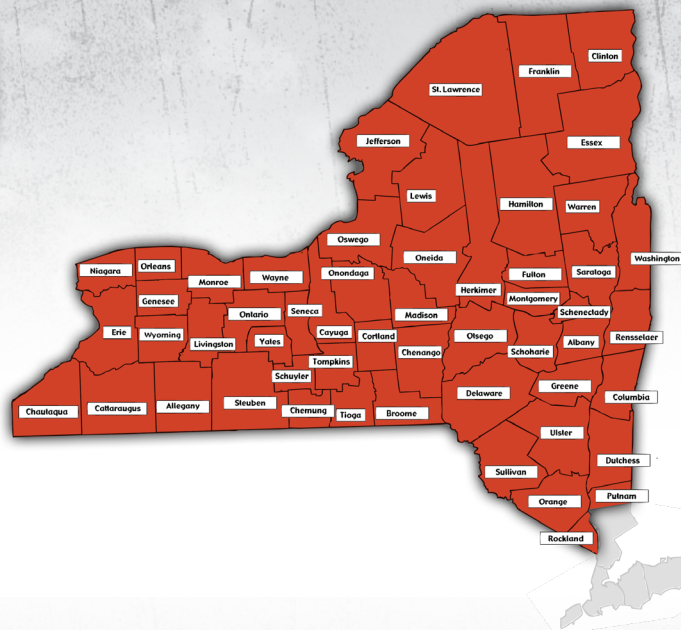 Clinton
Franklin
St. Lawrence
Jefferson
Essex
Lewis
Hamilton
Warren
Oswego
Oneida
Washington
Niagara
Orleans
Monroe
Wayne
Onondaga
Fulton
Saratoga
Herkimer
Montgomery
Genesee
Ontario
Seneca
Madison
Schenectady
Erie
Wyoming
Livingston
Yates
Cayuga
Cortland
Otsego
Schoharie
Albany
Rensselaer
Chenango
Tompkins
Schuyler
Greene
Columbia
Delaware
Chautaqua
Cattaraugus
Allegany
Steuben
Chemung
Tioga
Broome
Ulster
Dutchess
Sullivan
Putnam
Orange
Rockland